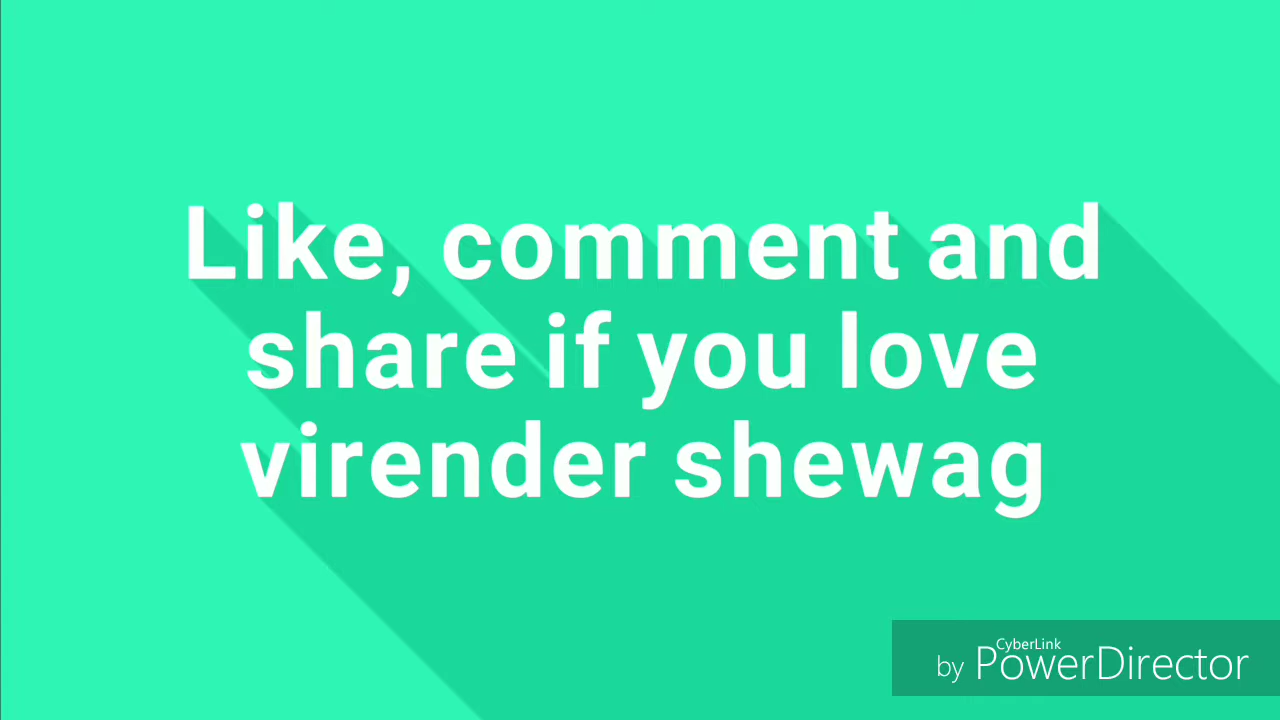 Like, comment and
share if you love
virender shewag
CyberLink
by PowerDirector